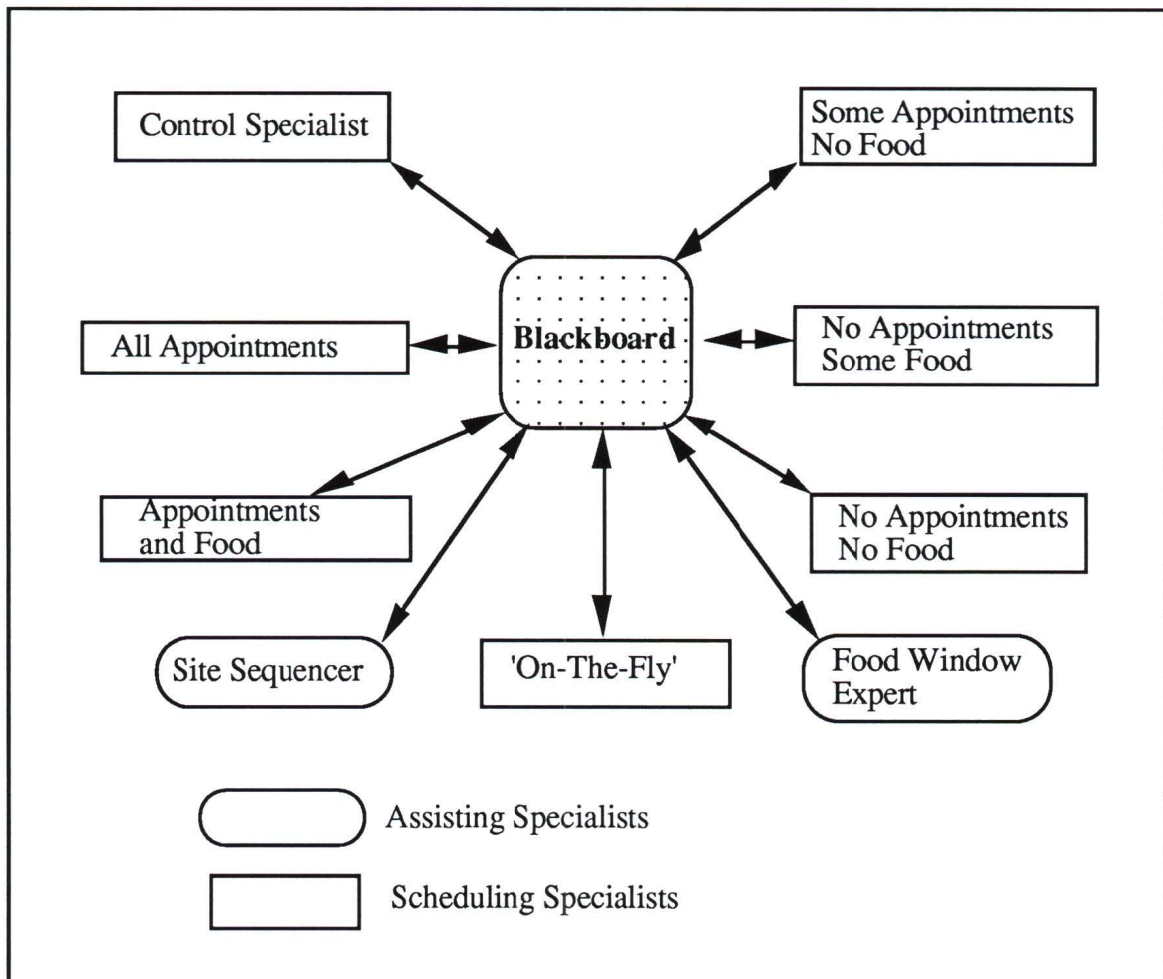 Control Specialist
Some Appointments
No Food
All Appointments
Blackboard
No Appointments
Some Food
Appointments
and Food
No Appointments
No Food
Site Sequencer
'On-The-Fly'
Food Window
Expert
Assisting Specialists
Scheduling Specialists